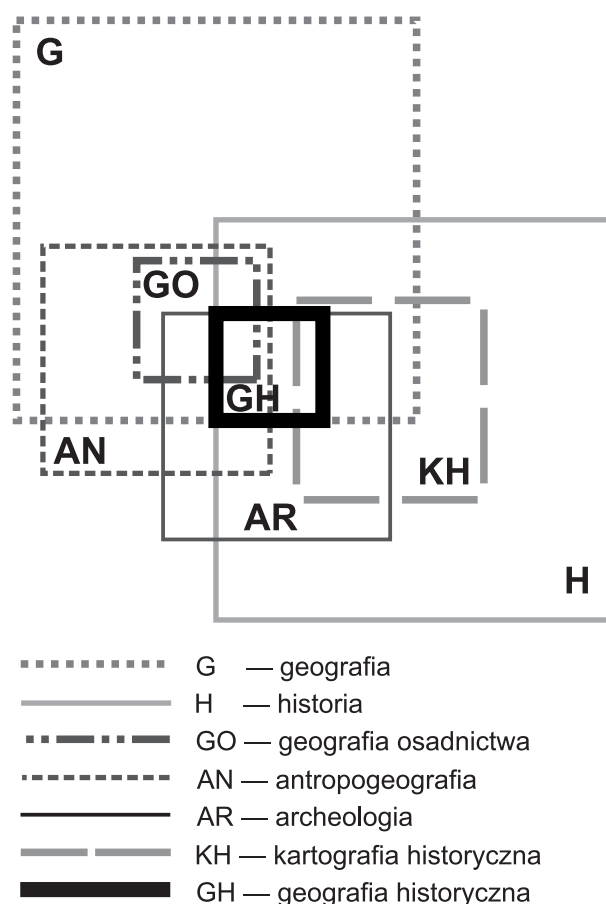 G
GO
GH
AN
KH
AR
H
G — geografia
H — historia
GO — geografia osadnictwa
AN — antropogeografia
AR — archeologia
KH — kartografia historyczna
GH — geografia historyczna